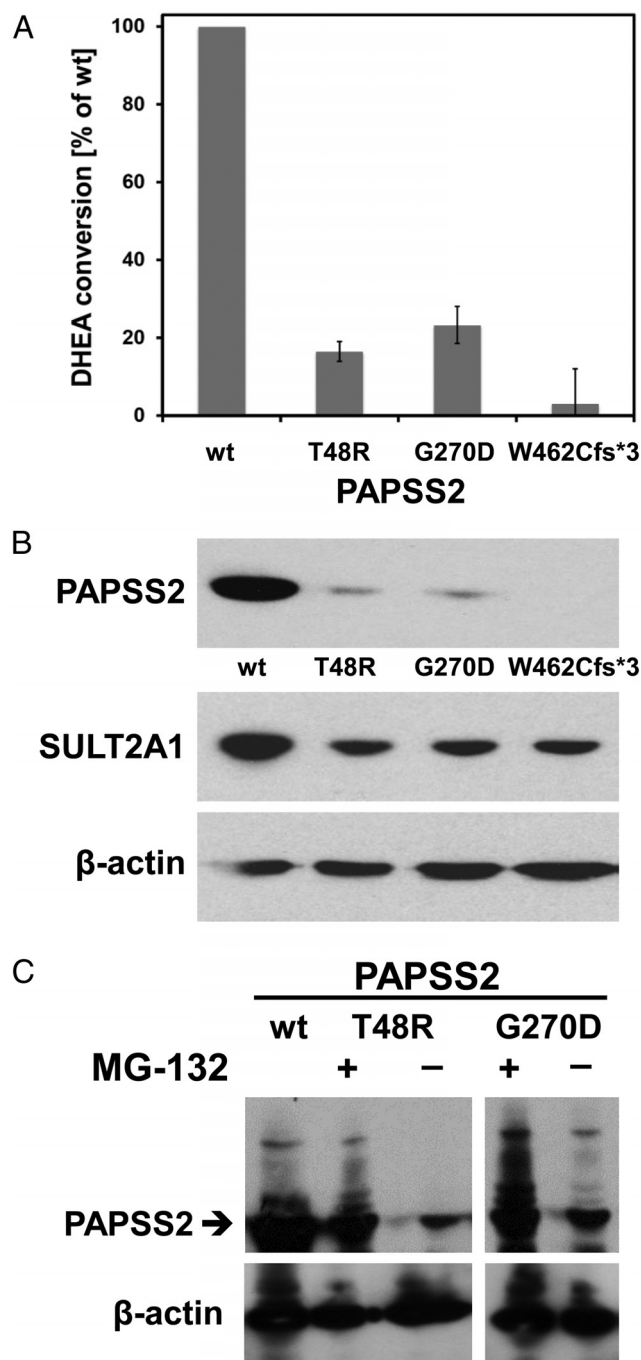 A
DHEA conversion [% of wt]
100
80
60
40
20
0
wt T48R G270D W462Cfs*3
PAPSS2
B
PAPSS2
wt T48R G270D W462Cfs*3
SULT2A1
β-actin
C
PAPSS2
wt T48R G270D
MG-132 + − + −
PAPSS2 →
β-actin